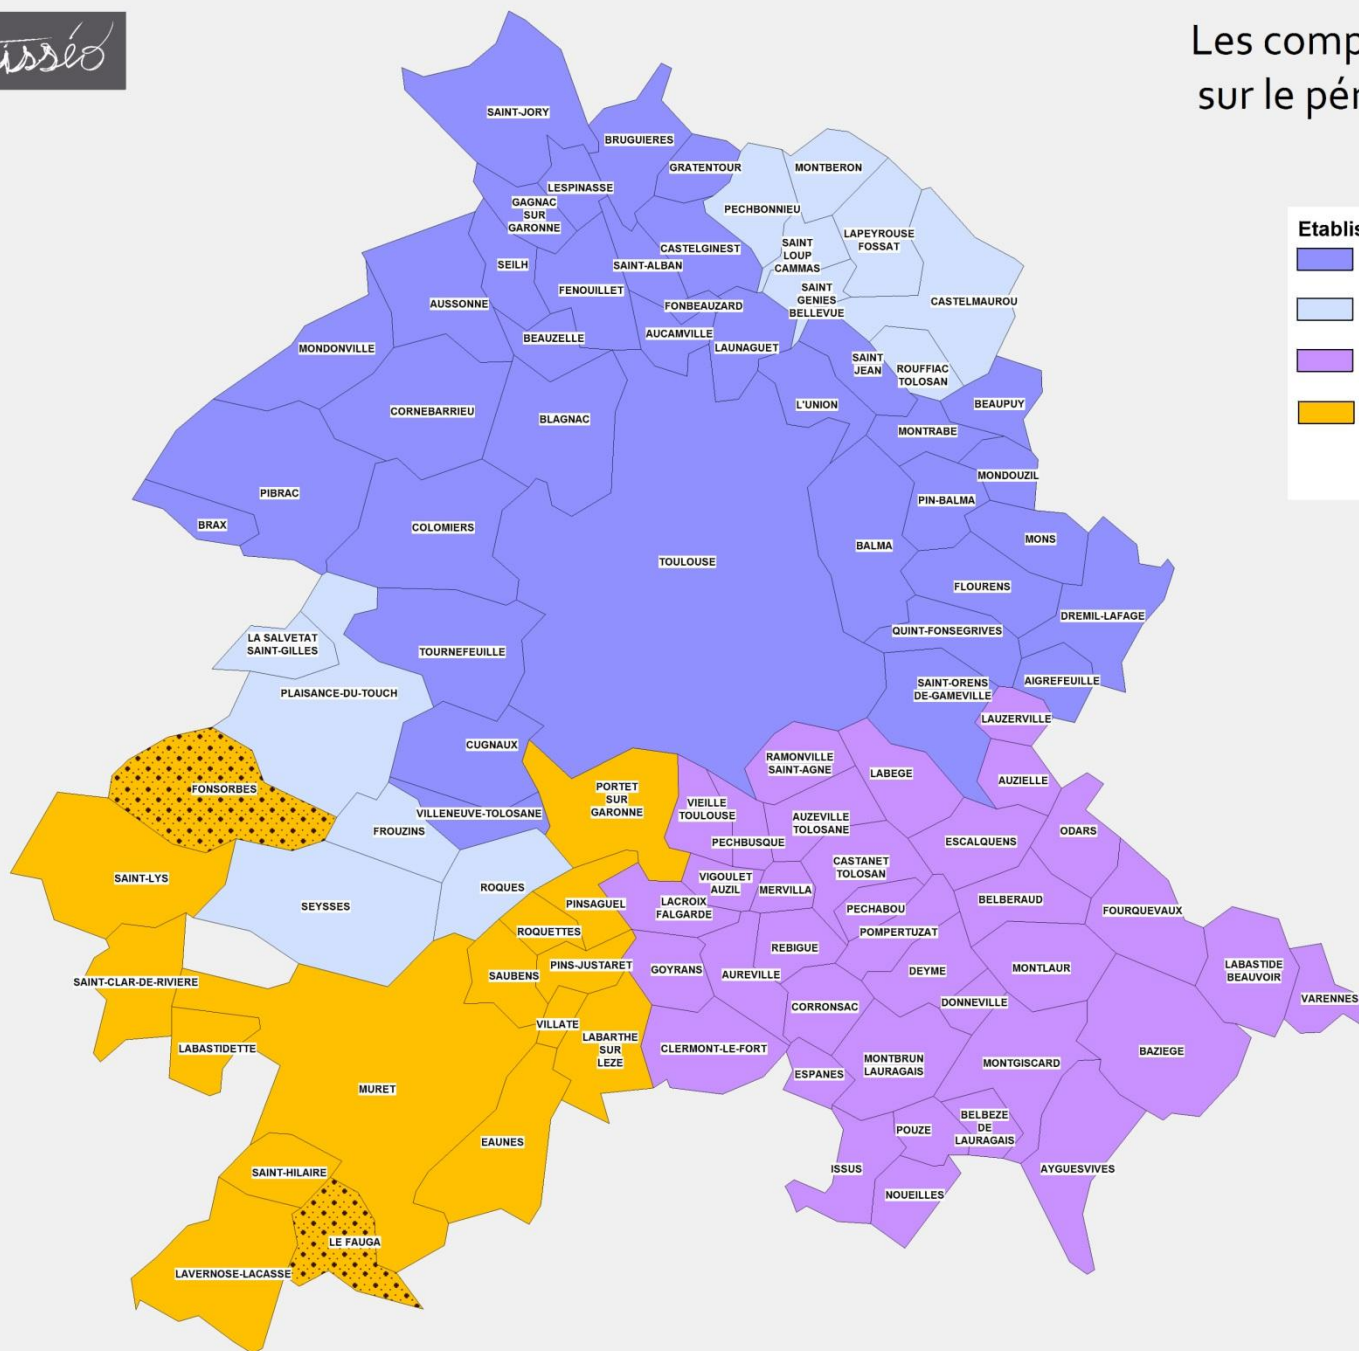 isséo
Les comp
sur le pér
Etablis
SAINT-JORY
BRUGUIERES
GRATENTOUR
MONTBERON
LESPINASSE
GAGNAC
SUR
GARONNE
PECHBONNIEU
LAPEYROUSE
FOSSAT
CASTELGINEST
SAINT
LOUP
CAMMAS
SEILH
SAINT-ALBAN
FENOUILLET
SAINT
GENIES
BELLEVUE
CASTELMAUROU
AUSSONNE
FONBEAUZARD
BEAUZELLE
AUCAMVILLE
LAUNAGUET
MONDONVILLE
SAINT
JEAN
ROUFFIAC
TOLOSAN
CORNEBARRIEU
BLAGNAC
L'UNION
BEAUPUY
MONTRABE
MONDOUZIL
PIBRAC
PIN-BALMA
BRAX
COLOMIERS
BALMA
MONS
TOULOUSE
FLOURENS
DREMIL-LAFAGE
LA SALVETAT
SAINT-GILLES
TOURNEFEUILLE
QUINT-FONSEGRIVES
SAINT-ORENS
DE-GAMEVILLE
AIGREFEUILLE
PLAISANCE-DU-TOUCH
LAUZERVILLE
CUGNAUX
RAMONVILLE
SAINT-AGNE
LABEGE
AUZIELLE
FONSORBES
PORTET
SUR
GARONNE
VIEILLE
TOULOUSE
VILLENEUVE-TOLOSANE
FROUZINS
AUZEVILLE
TOLOSANE
ODARS
PECHBUSQUE
ESCALQUENS
SAINT-LYS
ROQUES
VIGOULET
AUZIL
MERVILLA
CASTANET
TOLOSAN
SEYSSES
PINSAGUEL
LACROIX
FALGARDE
PECHABOU
BELBERAUD
FOURQUEVAUX
ROQUETTES
POMPERTUZAT
REBIGUE
SAINT-CLAR-DE-RIVIERE
SAUBENS
PINS-JUSTARET
GOYRANS
AUREVILLE
DEYME
MONTLAUR
LABASTIDE
BEAUVOIR
VARENNES
CORRONSAC
DONNEVILLE
VILLATE
LABASTIDETTE
LABARTHE
SUR
LEZE
CLERMONT-LE-FORT
MONTBRUN
LAURAGAIS
MONTGISCARD
BAZIEGE
ESPANES
MURET
EAUNES
POUZE
BELBEZE
DE
LAURAGAIS
SAINT-HILAIRE
ISSUS
AYGUESVIVES
NOUEILLES
LE FAUGA
LAVERNOSE-LACASSE